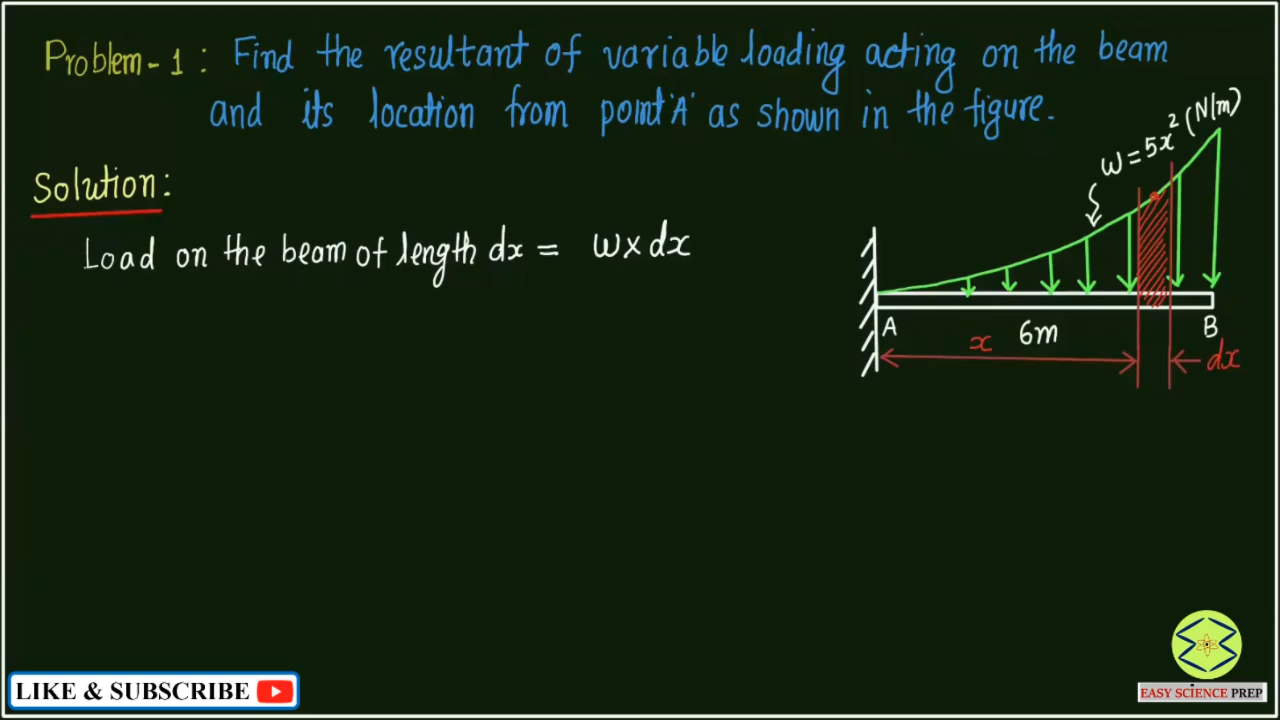 Problem-1: Find the resultant of variable loading acting on the beam
and its location from point 'A' as shown in the figure.
Solution:
Load on the beam of length dx = w×dx
w=5x² (N/m)
A
6m
B
x
dx
LIKE & SUBSCRIBE
EASY SCIENCE PREP